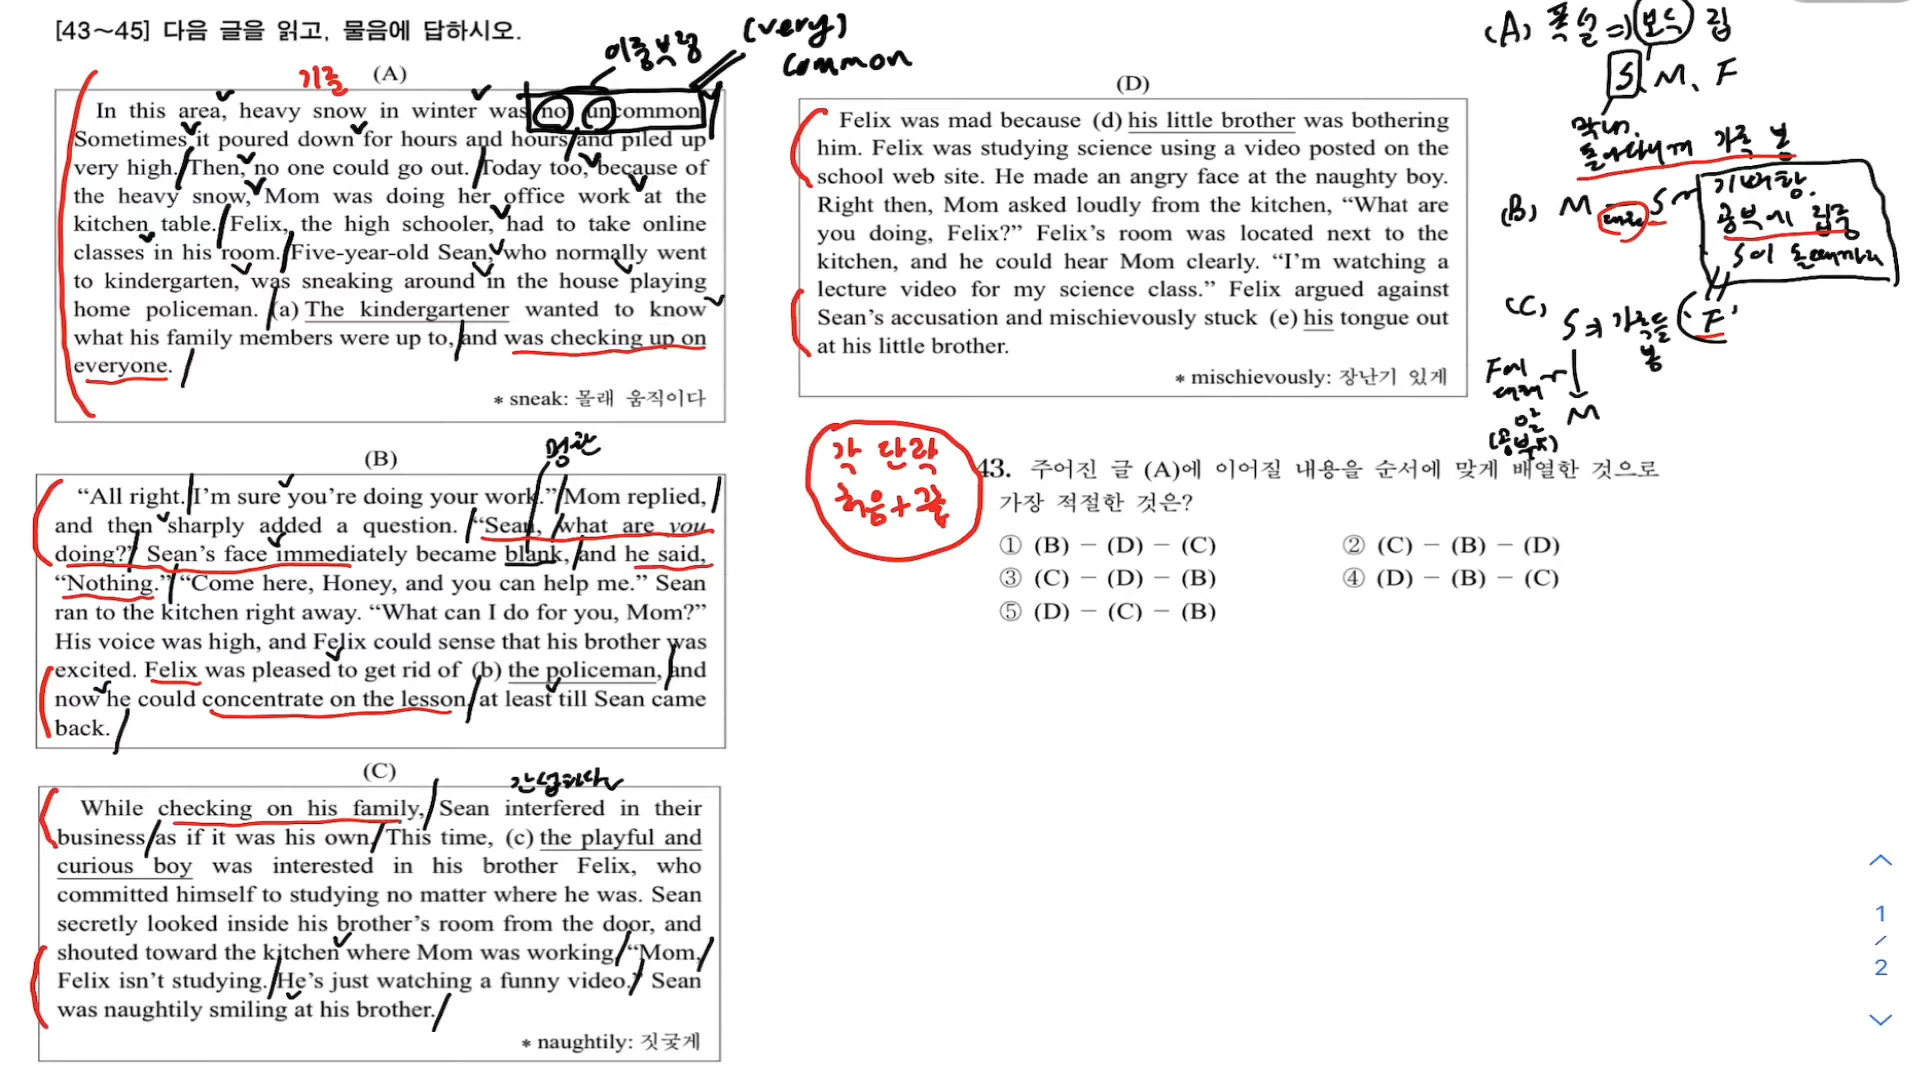 [43～45] 다음 글을 읽고, 물음에 답하시오.
기출
(A)
이중부정
(very)
common
In this area, heavy snow in winter was not uncommon.
Sometimes it poured down for hours and hours and piled up
very high. Then, no one could go out. Today too, because of
the heavy snow, Mom was doing her office work at the
kitchen table. Felix, the high schooler, had to take online
classes in his room. Five-year-old Sean, who normally went
to kindergarten, was sneaking around in the house playing
home policeman. (a) The kindergartener wanted to know
what his family members were up to, and was checking up on
everyone.
* sneak: 몰래 움직이다
멍한
(B)
“All right. I’m sure you’re doing your work.” Mom replied,
and then sharply added a question. “Sean, what are you
doing?” Sean’s face immediately became blank, and he said,
“Nothing.” “Come here, Honey, and you can help me.” Sean
ran to the kitchen right away. “What can I do for you, Mom?”
His voice was high, and Felix could sense that his brother was
excited. Felix was pleased to get rid of (b) the policeman, and
now he could concentrate on the lesson, at least till Sean came
back.
(C)
간섭하다
While checking on his family, Sean interfered in their
business as if it was his own. This time, (c) the playful and
curious boy was interested in his brother Felix, who
committed himself to studying no matter where he was. Sean
secretly looked inside his brother’s room from the door, and
shouted toward the kitchen where Mom was working, “Mom,
Felix isn’t studying. He’s just watching a funny video.” Sean
was naughtily smiling at his brother.
* naughtily: 짓궂게
(D)
Felix was mad because (d) his little brother was bothering
him. Felix was studying science using a video posted on the
school web site. He made an angry face at the naughty boy.
Right then, Mom asked loudly from the kitchen, “What are
you doing, Felix?” Felix’s room was located next to the
kitchen, and he could hear Mom clearly. “I’m watching a
lecture video for my science class.” Felix argued against
Sean’s accusation and mischievously stuck (e) his tongue out
at his little brother.
* mischievously: 장난기 있게
각 단락
처음+끝
43. 주어진 글 (A)에 이어질 내용을 순서에 맞게 배열한 것으로
가장 적절한 것은?
① (B) － (D) － (C)
② (C) － (B) － (D)
③ (C) － (D) － (B)
④ (D) － (B) － (C)
⑤ (D) － (C) － (B)
(A) 폭설 ⇒ 모두 집
S, M, F
막내
돌아다니며 가족 봄
(B) M S
공부에 집중
S이 올때까지
(C) S ⇒ 가족들 F
봄
F에
대해
M
1
/
2